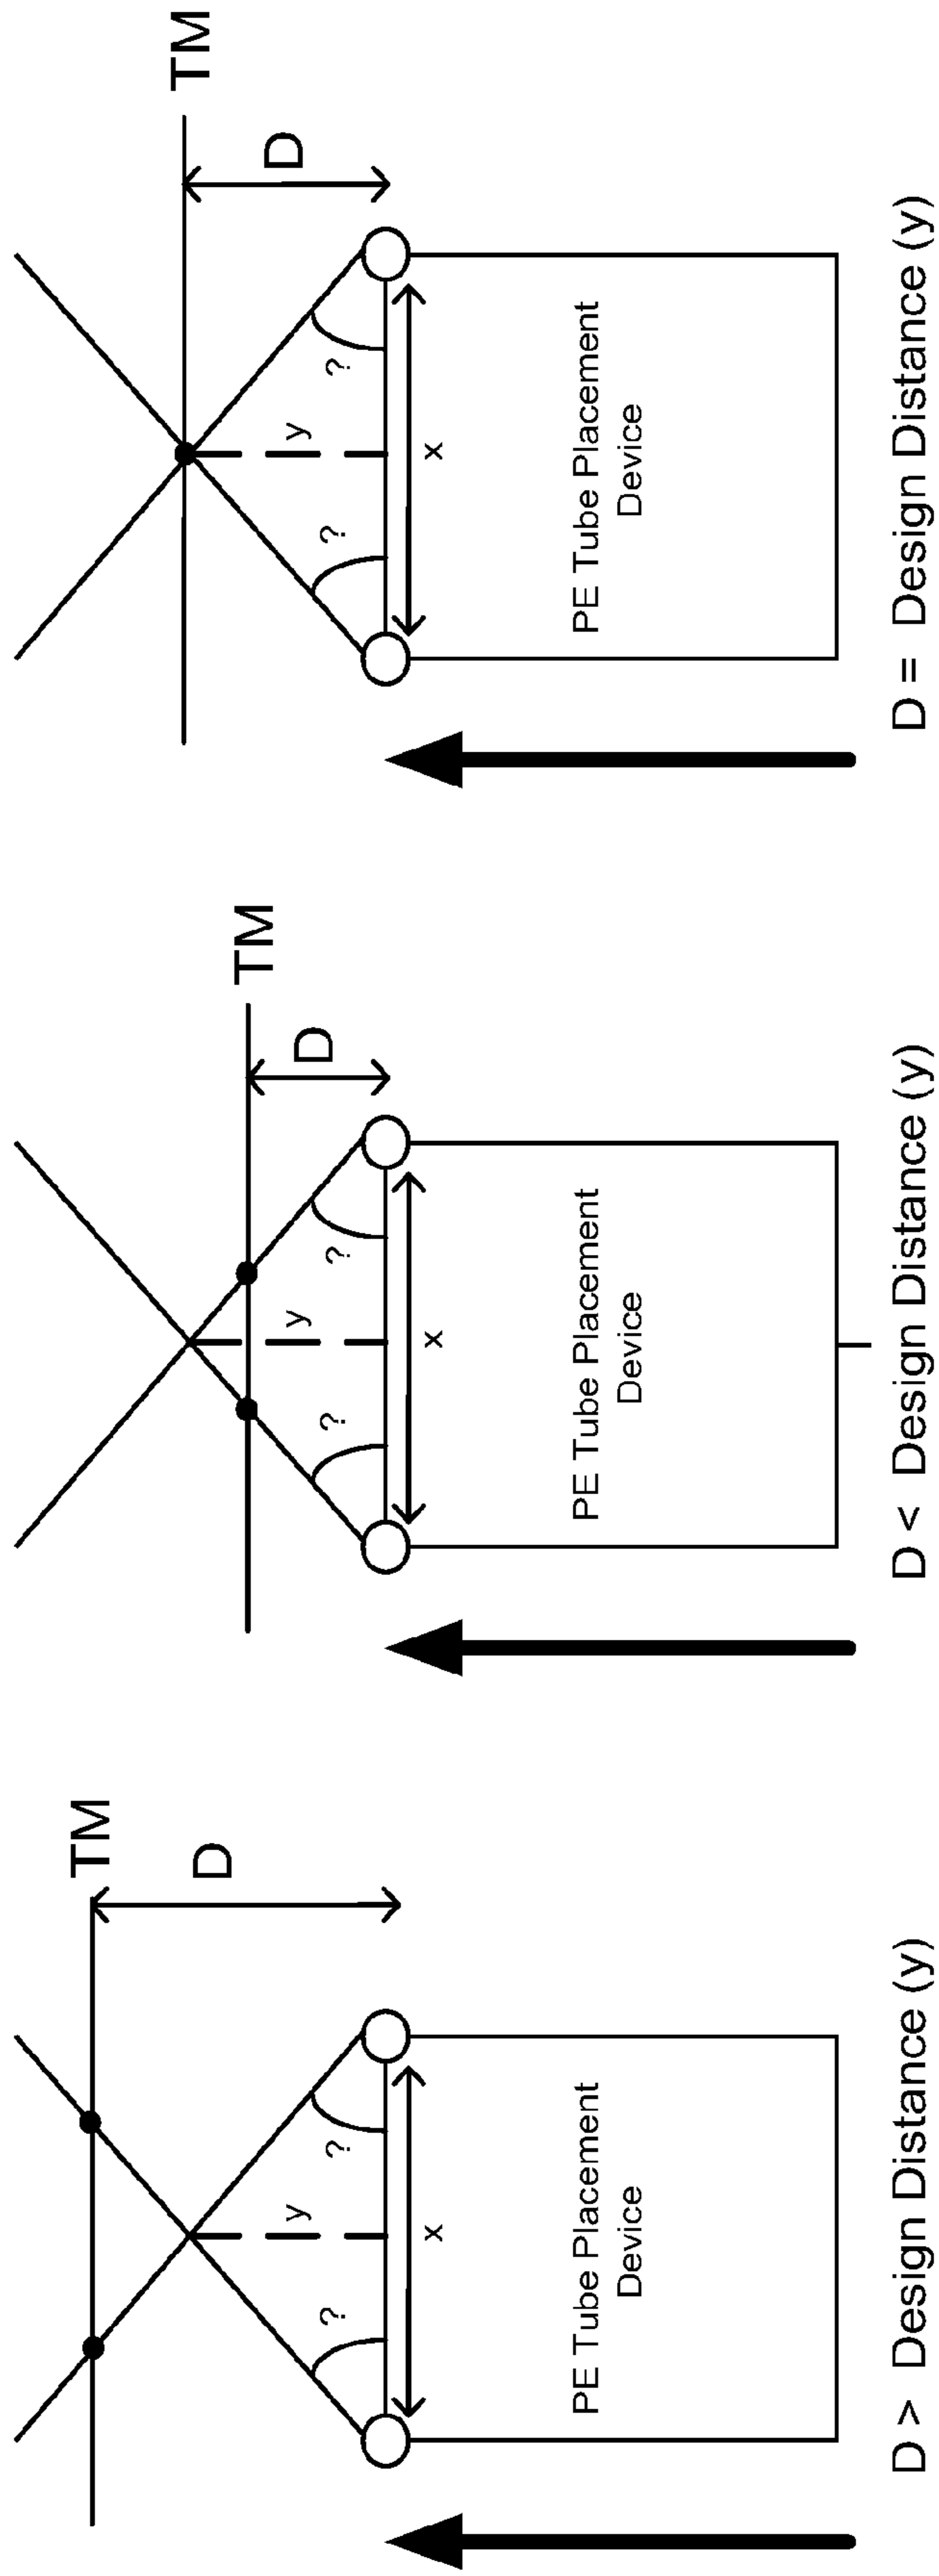 TM
D
y
?
?
x
PE Tube Placement
Device
D > Design Distance (y)
TM
D
y
?
?
x
PE Tube Placement
Device
D < Design Distance (y)
TM
D
y
?
?
x
PE Tube Placement
Device
D = Design Distance (y)